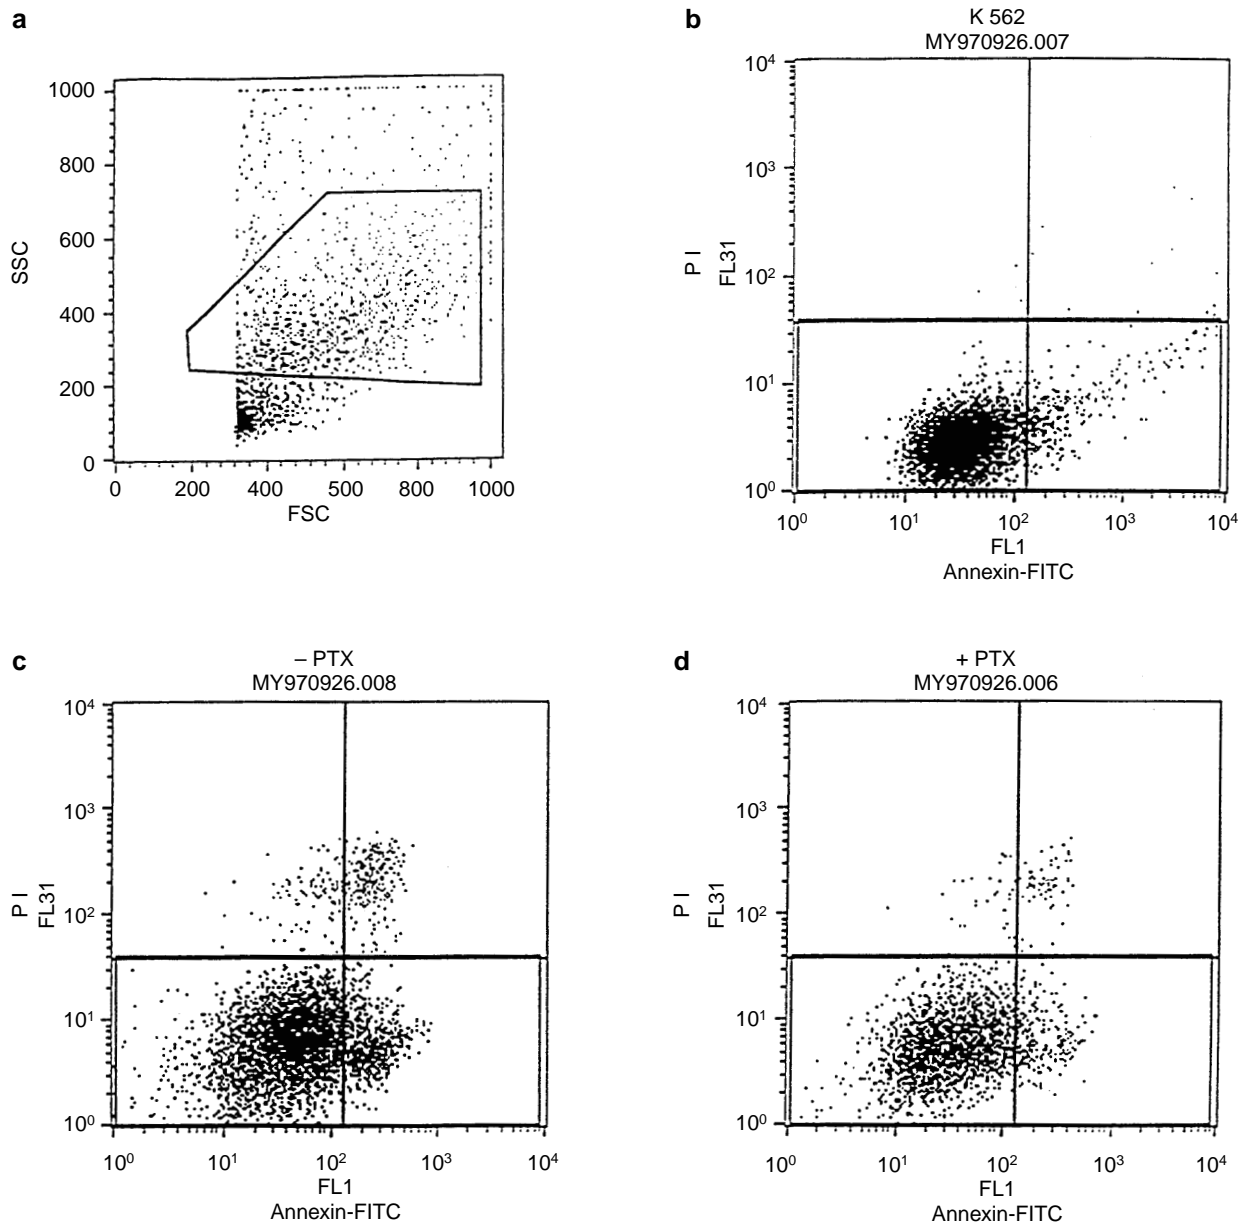 a
1000
800
600
400
200
0
SSC
0 200 400 500 800 1000
FSC
b
K 562
MY970926.007
10⁴
10³
10²
10¹
10⁰
P I
FL31
10⁰ 10¹ 10² 10³ 10⁴
FL1
Annexin-FITC
c
– PTX
MY970926.008
10⁴
10³
10²
10¹
10⁰
P I
FL31
10⁰ 10¹ 10² 10³ 10⁴
FL1
Annexin-FITC
d
+ PTX
MY970926.006
10⁴
10³
10²
10¹
10⁰
P I
FL31
10⁰ 10¹ 10² 10³ 10⁴
FL1
Annexin-FITC